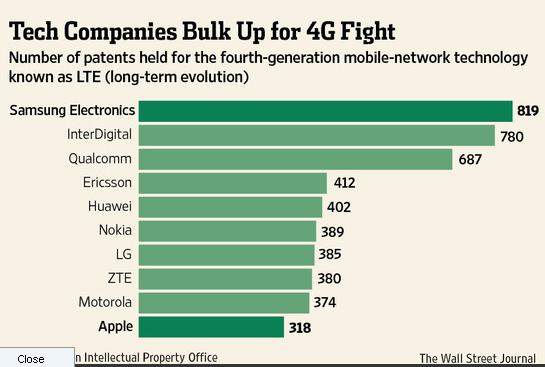 Tech Companies Bulk Up for 4G Fight
Number of patents held for the fourth-generation mobile-network technology
known as LTE (long-term evolution)
Samsung Electronics 819
InterDigital 780
Qualcomm 687
Ericsson 412
Huawei 402
Nokia 389
LG 385
ZTE 380
Motorola 374
Apple 318
Close
Intellectual Property Office
The Wall Street Journal